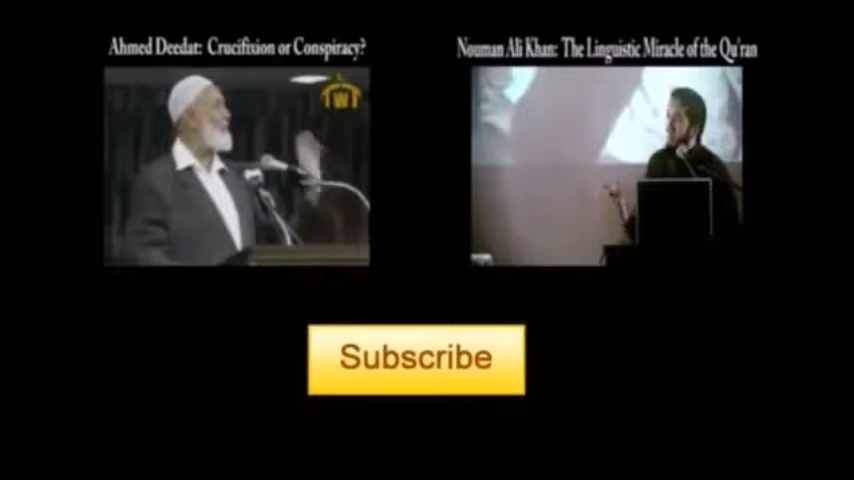 Ahmed Deedat: Crucifixion or Conspiracy?
Nouman Ali Khan: The Linguistic Miracle of the Qu'ran
W
Subscribe